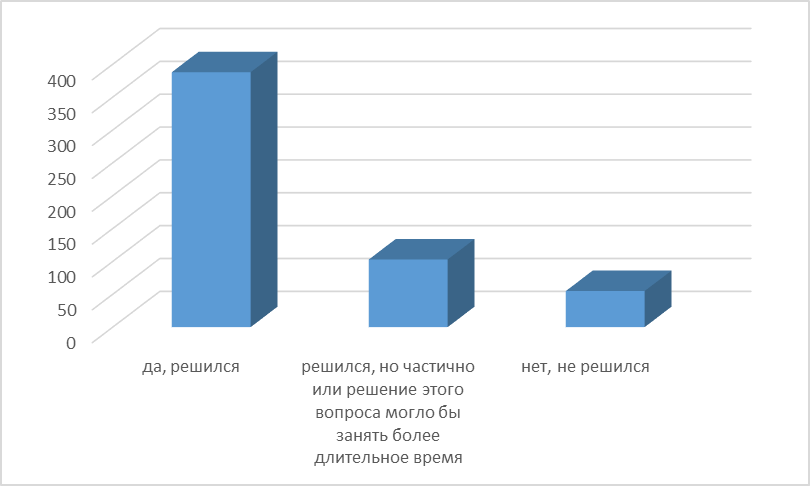 400
350
300
250
200
150
100
50
0
да, решился
решился, но частично
или решение этого
вопроса могло бы
занять более
длительное время
нет, не решился